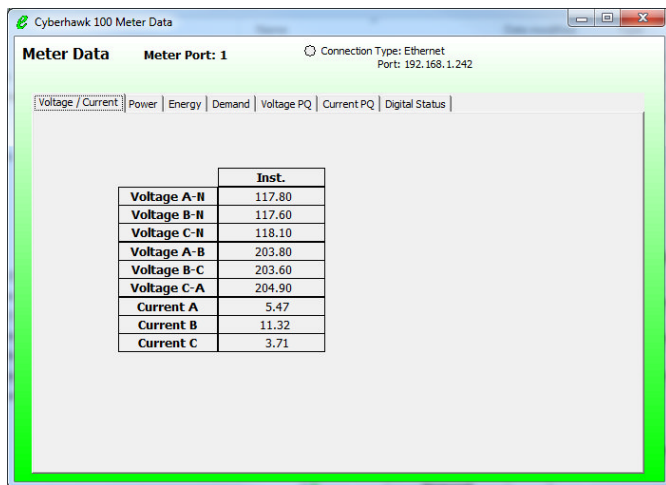 Cyberhawk 100 Meter Data
Meter Data Meter Port: 1 Connection Type: Ethernet
Port: 192.168.1.242
Voltage / Current Power Energy Demand Voltage PQ Current PQ Digital Status
Inst.
Voltage A-N 117.80
Voltage B-N 117.60
Voltage C-N 118.10
Voltage A-B 203.80
Voltage B-C 203.60
Voltage C-A 204.90
Current A 5.47
Current B 11.32
Current C 3.71